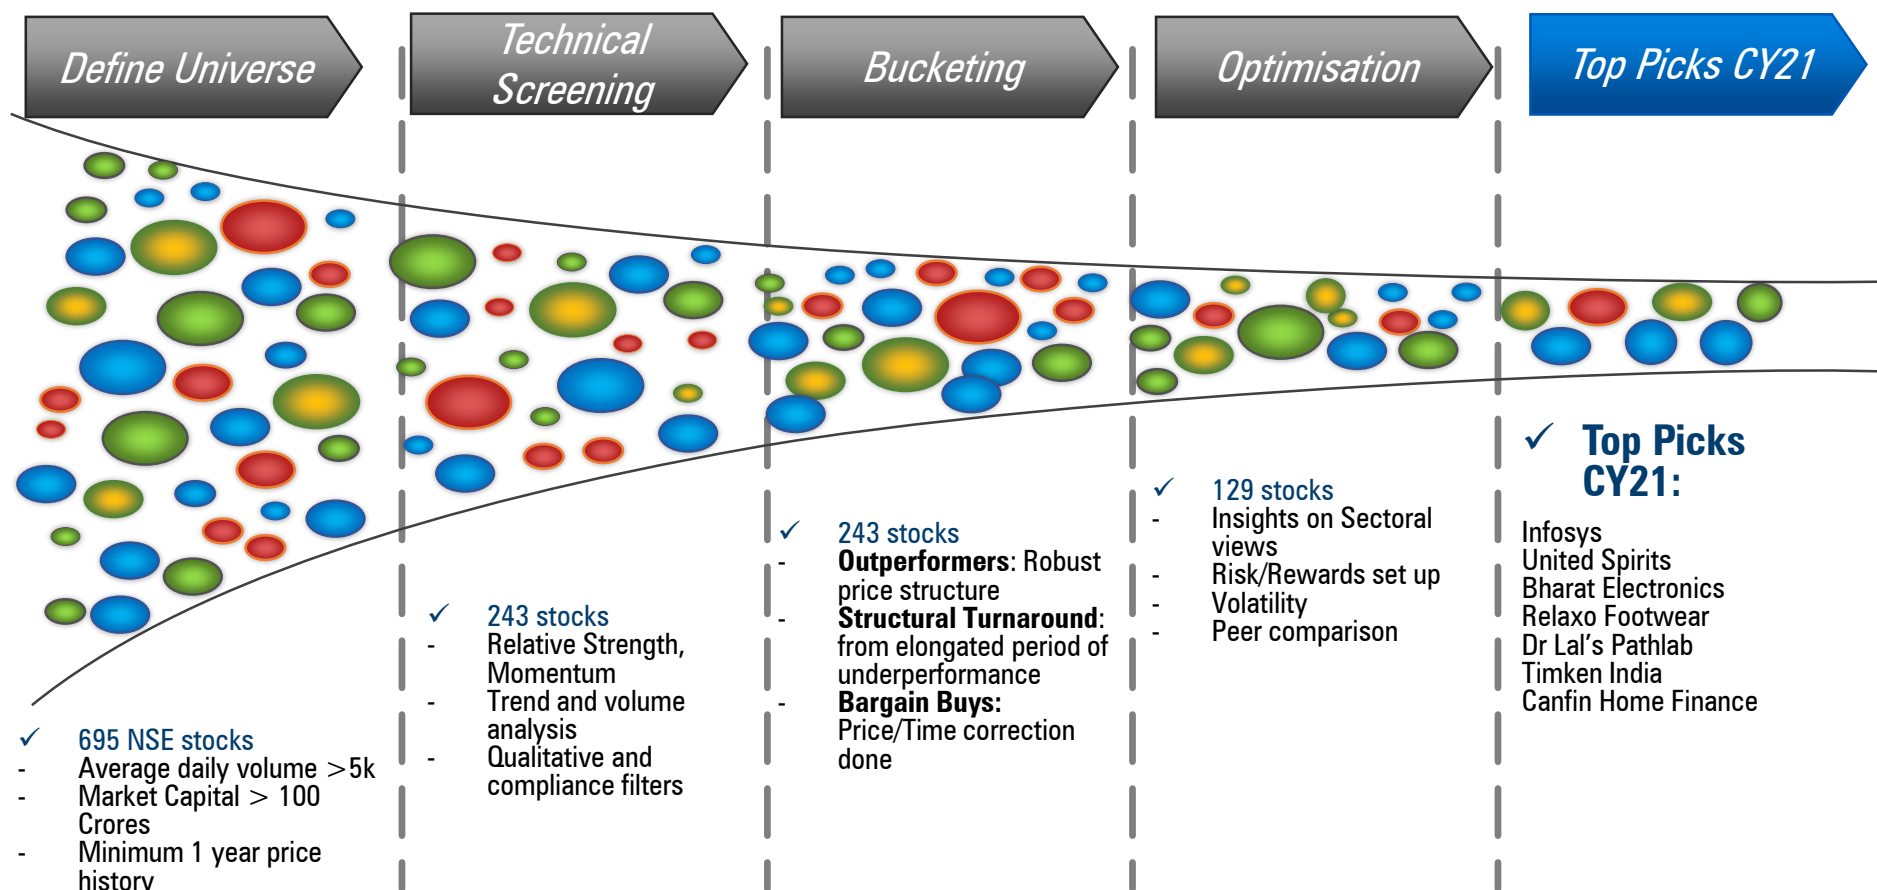 Define Universe
Technical
Screening
Bucketing
Optimisation
Top Picks CY21
✓ 695 NSE stocks
- Average daily volume >5k
- Market Capital > 100
Crores
- Minimum 1 year price
history
✓ 243 stocks
- Relative Strength,
Momentum
- Trend and volume
analysis
- Qualitative and
compliance filters
✓ 243 stocks
- Outperformers: Robust
price structure
- Structural Turnaround:
from elongated period of
underperformance
- Bargain Buys:
Price/Time correction
done
✓ 129 stocks
- Insights on Sectoral
views
- Risk/Rewards set up
- Volatility
- Peer comparison
✓ Top Picks
CY21:
Infosys
United Spirits
Bharat Electronics
Relaxo Footwear
Dr Lal's Pathlab
Timken India
Canfin Home Finance